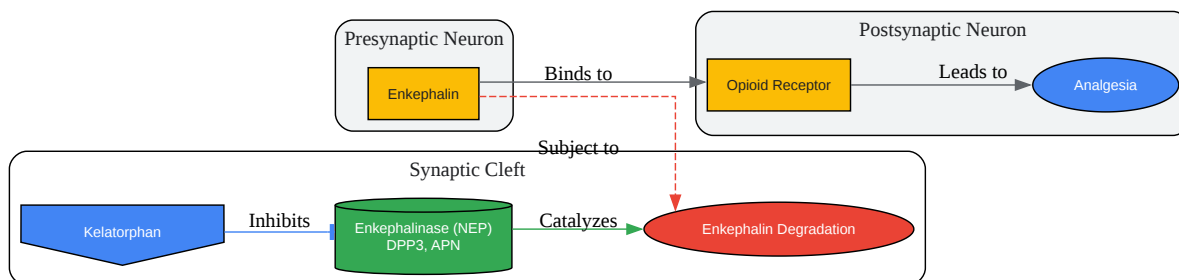 Presynaptic Neuron
Postsynaptic Neuron
Enkephalin
Binds to
Opioid Receptor
Leads to
Analgesia
Subject to
Synaptic Cleft
Kelatorphan
Inhibits
Enkephalinase (NEP)
DPP3, APN
Catalyzes
Enkephalin Degradation